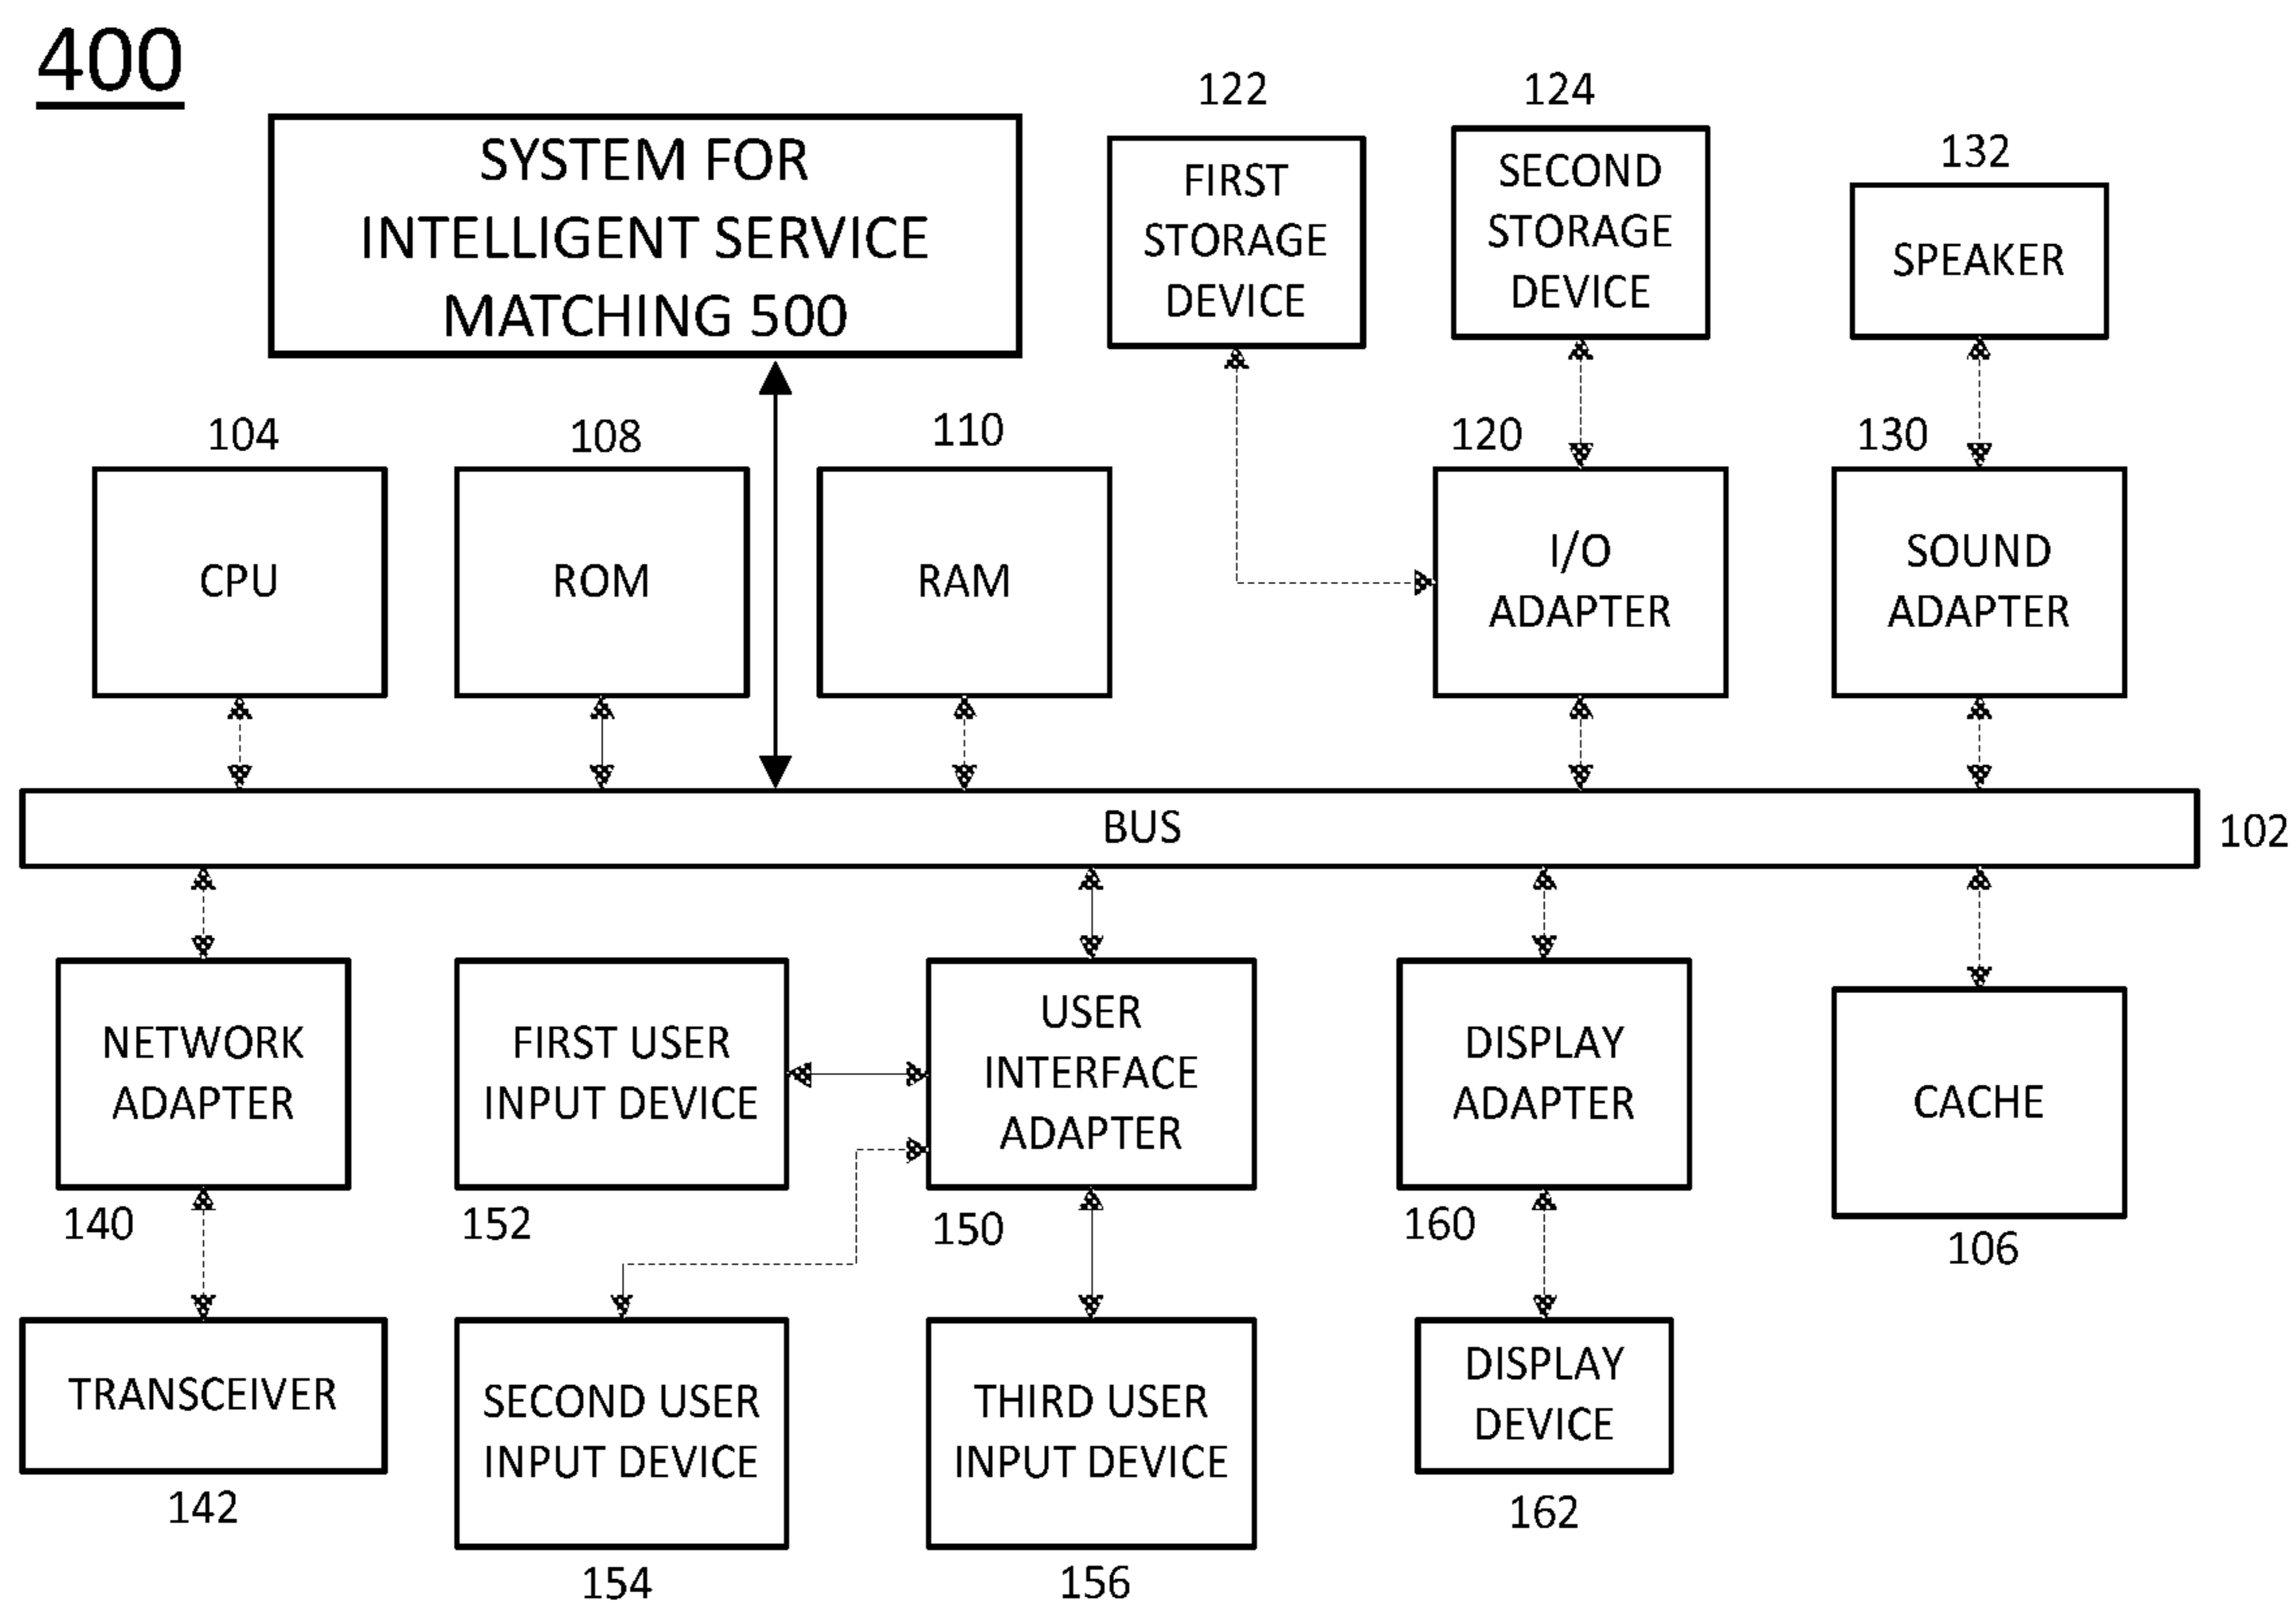 400
SYSTEM FOR
INTELLIGENT SERVICE
MATCHING 500
122
FIRST
STORAGE
DEVICE
124
SECOND
STORAGE
DEVICE
132
SPEAKER
104
CPU
108
ROM
110
RAM
120
I/O
ADAPTER
130
SOUND
ADAPTER
BUS
102
NETWORK
ADAPTER
140
FIRST USER
INPUT DEVICE
152
USER
INTERFACE
ADAPTER
150
DISPLAY
ADAPTER
160
CACHE
106
TRANSCEIVER
142
SECOND USER
INPUT DEVICE
154
THIRD USER
INPUT DEVICE
156
DISPLAY
DEVICE
162